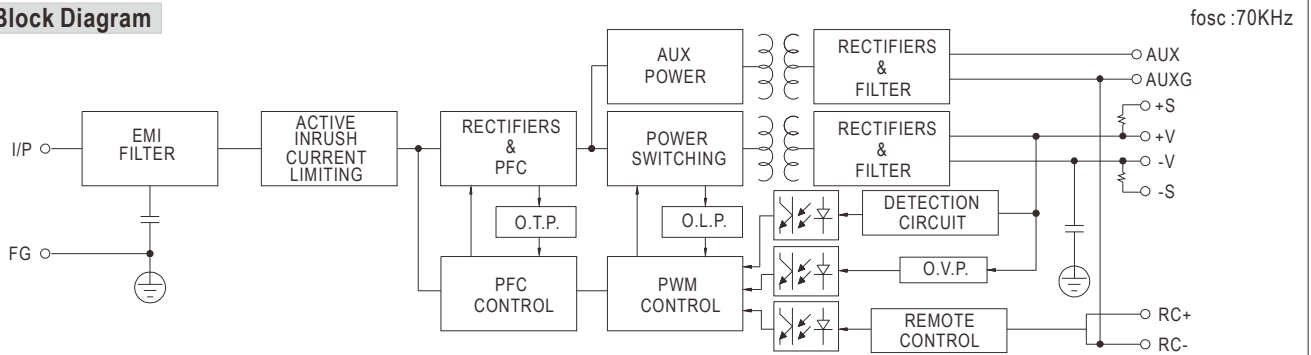 Block Diagram
fosc :70KHz
AUX
POWER
RECTIFIERS
&
FILTER
AUX
AUXG
+S
+V
-V
-S
I/P
EMI
FILTER
ACTIVE
INRUSH
CURRENT
LIMITING
RECTIFIERS
&
PFC
POWER
SWITCHING
RECTIFIERS
&
FILTER
O.T.P.
O.L.P.
DETECTION
CIRCUIT
FG
PFC
CONTROL
PWM
CONTROL
O.V.P.
REMOTE
CONTROL
RC+
RC-